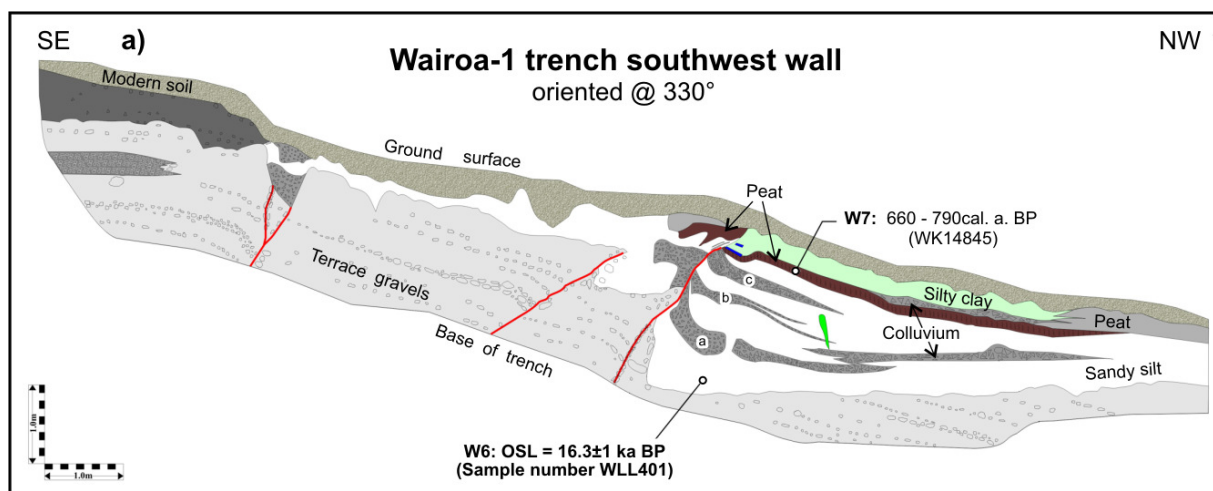 SE
a)
NW
Wairoa-1 trench southwest wall
oriented @ 330°
Modern soil
Ground surface
Peat
W7: 660 - 790cal. a. BP
(WK14845)
Terrace gravels
c
b
a
Silty clay
Colluvium
Peat
Base of trench
Sandy silt
W6: OSL = 16.3±1 ka BP
(Sample number WLL401)
1.0m
1.0m